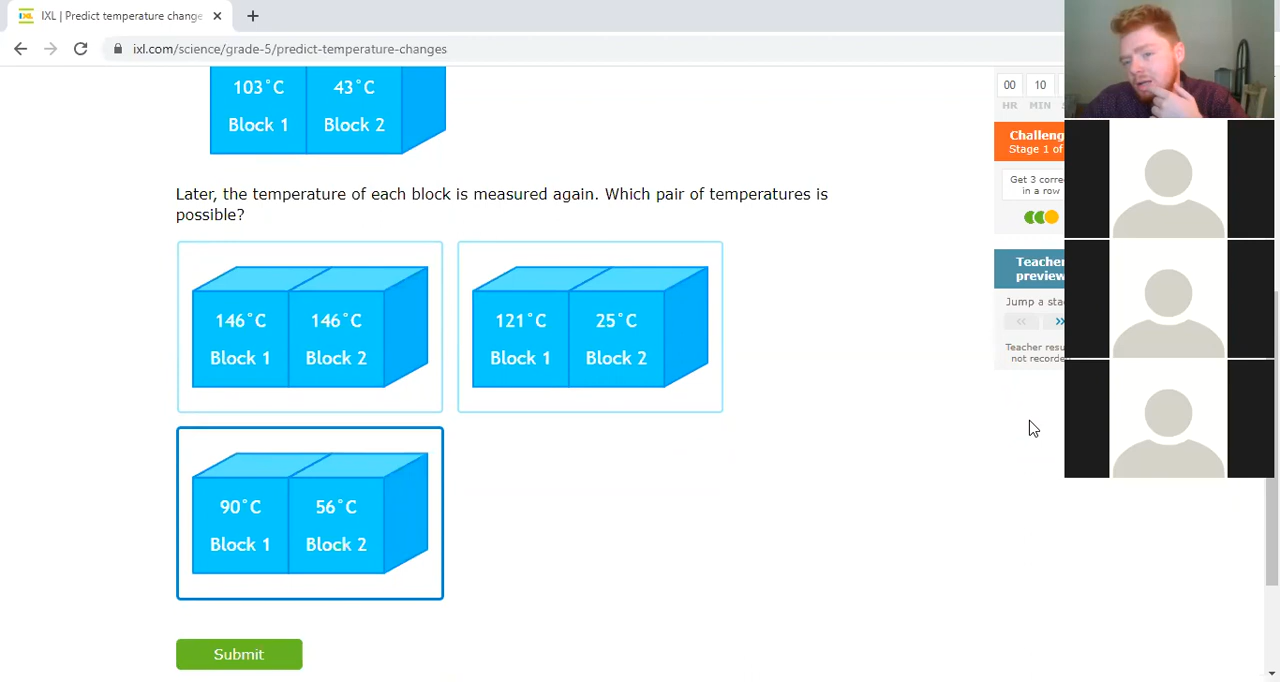 IXL | Predict temperature change
ixl.com/science/grade-5/predict-temperature-changes
103°C 43°C
Block 1 Block 2
Later, the temperature of each block is measured again. Which pair of temperatures is
possible?
146°C 146°C
Block 1 Block 2
121°C 25°C
Block 1 Block 2
90°C 56°C
Block 1 Block 2
Submit
00 10
HR MIN
Challeng
Stage 1 of
Get 3 corre
in a row
Teacher
preview
Jump a sta
<< >>
Teacher resu
not recorde